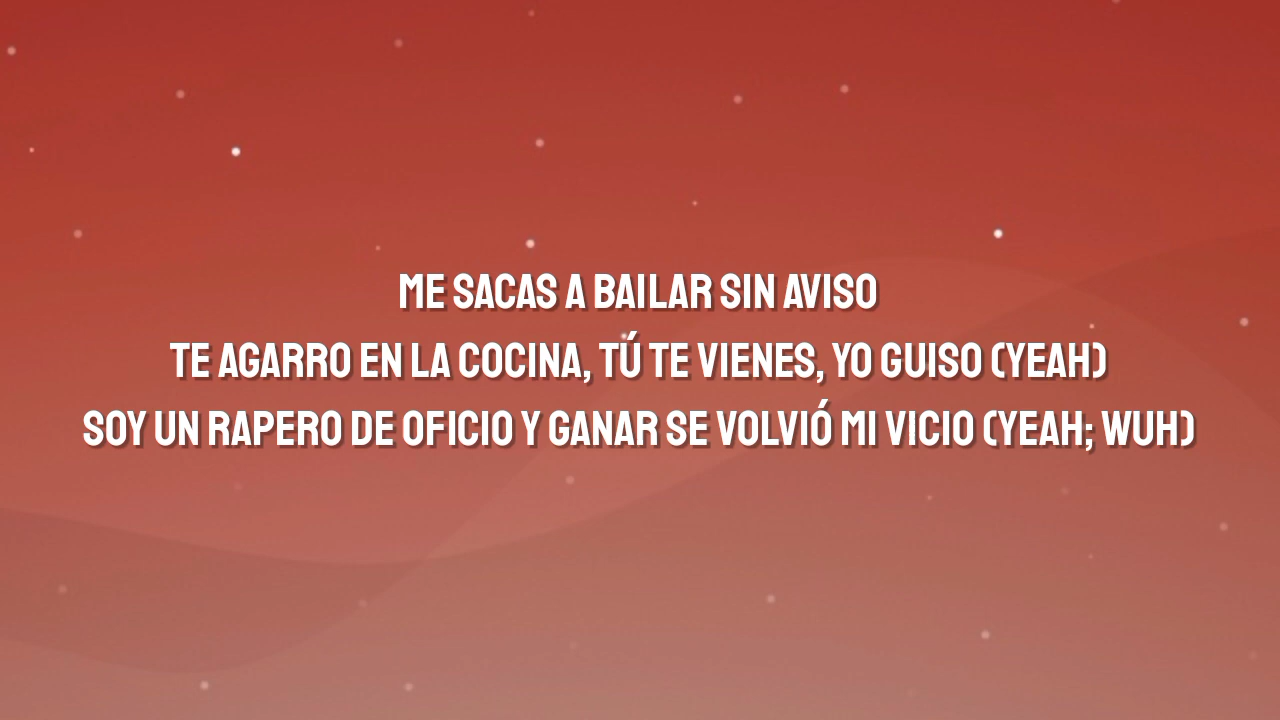 ME SACAS A BAILAR SIN AVISO
TE AGARRO EN LA COCINA, TÚ TE VIENES, YO GUISO (YEAH)
SOY UN RAPERO DE OFICIO Y GANAR SE VOLVIÓ MI VICIO (YEAH; WUH)